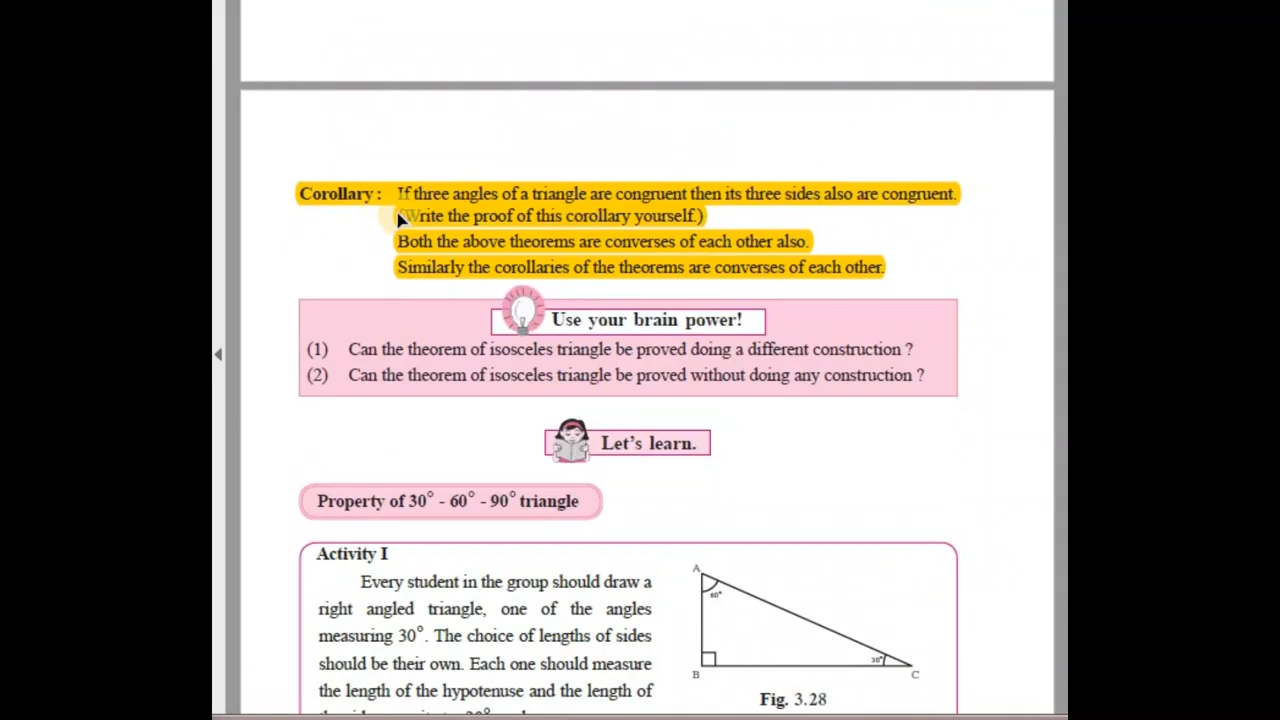 Corollary : If three angles of a triangle are congruent then its three sides also are congruent.
(Write the proof of this corollary yourself.)
Both the above theorems are converses of each other also.
Similarly the corollaries of the theorems are converses of each other.
Use your brain power!
(1) Can the theorem of isosceles triangle be proved doing a different construction ?
(2) Can the theorem of isosceles triangle be proved without doing any construction ?
Let's learn.
Property of 30° - 60° - 90° triangle
Activity I
Every student in the group should draw a
right angled triangle, one of the angles
measuring 30°. The choice of lengths of sides
should be their own. Each one should measure
the length of the hypotenuse and the length of
A
60°
30°
B
C
Fig. 3.28